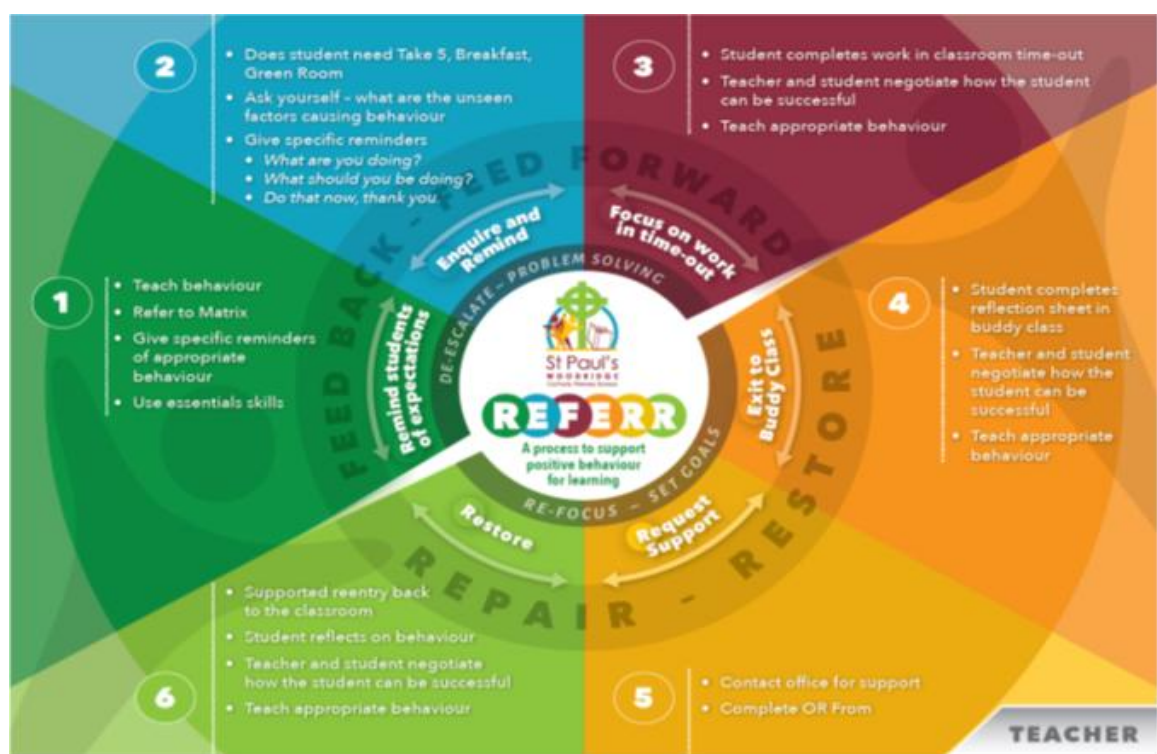 2
• Does student need Take 5, Breakfast,
Green Room
• Ask yourself – what are the unseen
factors causing behaviour
• Give specific reminders
• What are you doing?
• What should you be doing?
• Do that now, thank you.
3
• Student completes work in classroom time-out
• Teacher and student negotiate how the student
can be successful
• Teach appropriate behaviour
1
• Teach behaviour
• Refer to Matrix
• Give specific reminders
of appropriate
behaviour
• Use essentials skills
4
• Student completes
reflection sheet in
buddy class
• Teacher and student
negotiate how the
student can be
successful
• Teach appropriate
behaviour
FEED BACK - FEED FORWARD
Enquire and
Remind
Focus on work
in time-out
Remind students
of expectations
Exit to
Buddy Class
DE-ESCALATE – PROBLEM SOLVING
St Paul's
WOODRIDGE
Catholic Primary School
REFERR
A process to support
positive behaviour
for learning
RE-FOCUS – SET GOALS
Restore
Request
Support
REPAIR - RESTORE
6
• Supported reentry back
to the classroom
• Student reflects on behaviour
• Teacher and student negotiate
how the student can be successful
• Teach appropriate behaviour
5
• Contact office for support
• Complete OR From
TEACHER